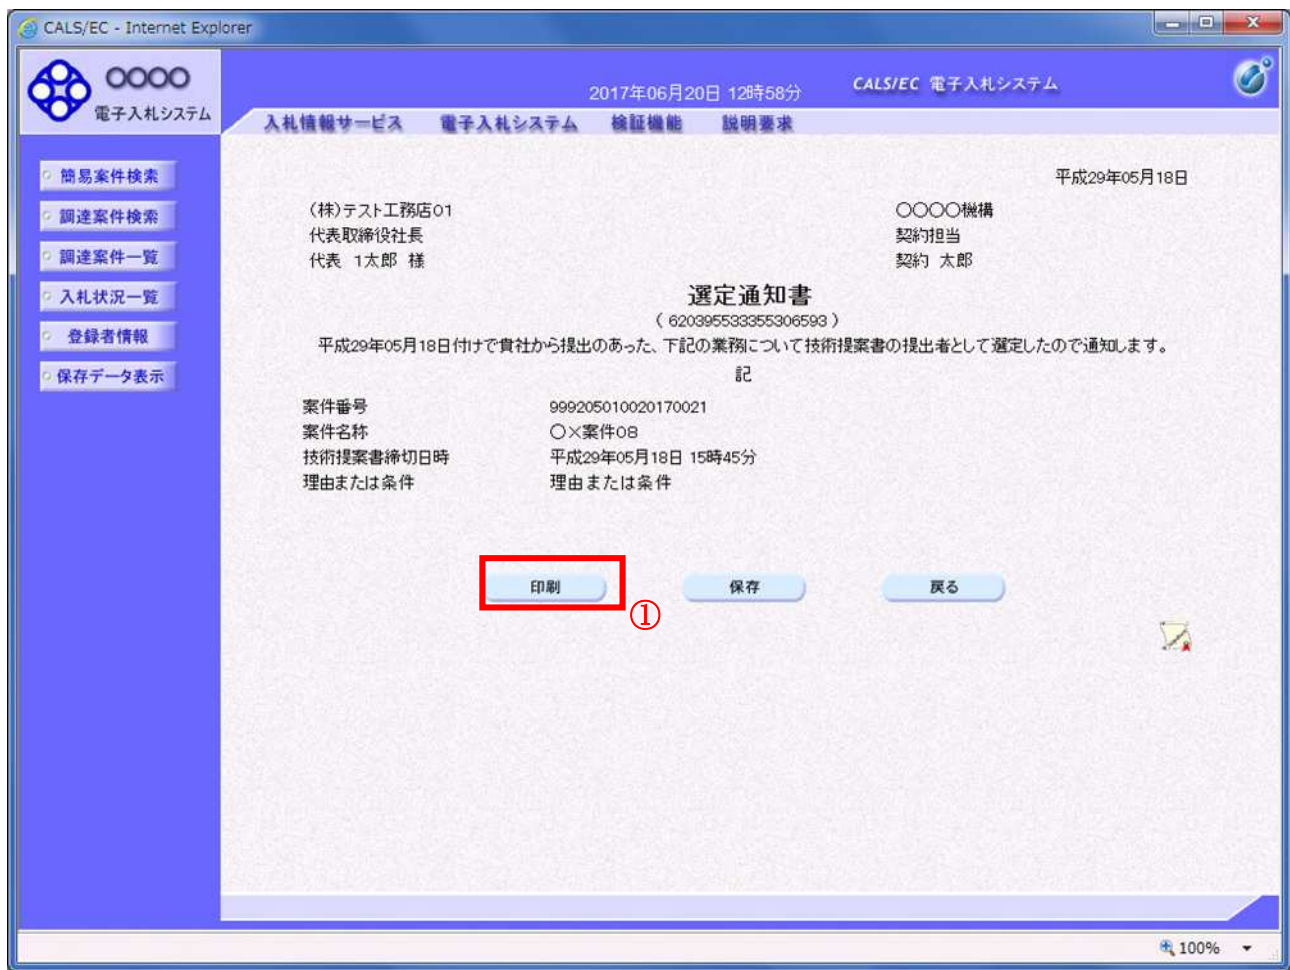 CALS/EC - Internet Explorer
〇〇〇〇
電子入札システム
2017年06月20日 12時58分
CALS/EC 電子入札システム
入札情報サービス 電子入札システム 検証機能 説明要求
簡易案件検索
調達案件検索
調達案件一覧
入札状況一覧
登録者情報
保存データ表示
平成29年05月18日
(株)テスト工務店01
代表取締役社長
代表 1太郎 様
〇〇〇〇機構
契約担当
契約 太郎
選定通知書
( 620395533355306593 )
平成29年05月18日付けで貴社から提出のあった、下記の業務について技術提案書の提出者として選定したので通知します。
記
案件番号 999205010020170021
案件名称 〇×案件08
技術提案書締切日時 平成29年05月18日 15時45分
理由または条件 理由または条件
印刷 保存 戻る
①
100%